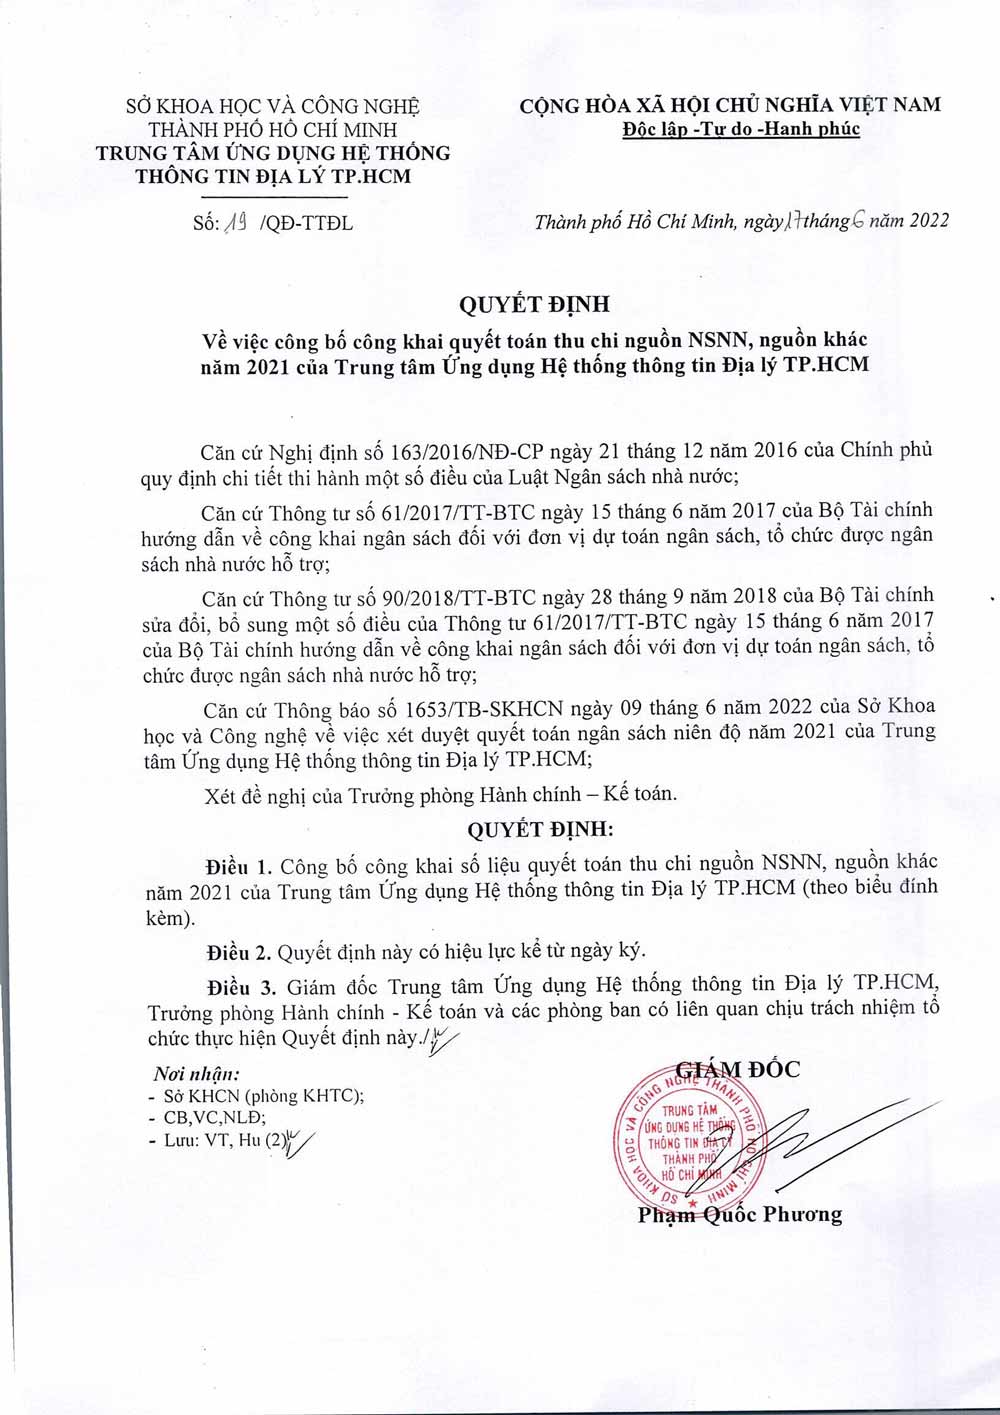 SỞ KHOA HỌC VÀ CÔNG NGHỆ
THÀNH PHỐ HỒ CHÍ MINH
TRUNG TÂM ỨNG DỤNG HỆ THỐNG
THÔNG TIN ĐỊA LÝ TP.HCM
Số: 19 /QĐ-TTĐL
CỘNG HÒA XÃ HỘI CHỦ NGHĨA VIỆT NAM
Độc lập -Tự do -Hạnh phúc
Thành phố Hồ Chí Minh, ngày 17 tháng 6 năm 2022
QUYẾT ĐỊNH
Về việc công bố công khai quyết toán thu chi nguồn NSNN, nguồn khác
năm 2021 của Trung tâm Ứng dụng Hệ thống thông tin Địa lý TP.HCM
Căn cứ Nghị định số 163/2016/NĐ-CP ngày 21 tháng 12 năm 2016 của Chính phủ
quy định chi tiết thi hành một số điều của Luật Ngân sách nhà nước;
Căn cứ Thông tư số 61/2017/TT-BTC ngày 15 tháng 6 năm 2017 của Bộ Tài chính
hướng dẫn về công khai ngân sách đối với đơn vị dự toán ngân sách, tổ chức được ngân
sách nhà nước hỗ trợ;
Căn cứ Thông tư số 90/2018/TT-BTC ngày 28 tháng 9 năm 2018 của Bộ Tài chính
sửa đổi, bổ sung một số điều của Thông tư 61/2017/TT-BTC ngày 15 tháng 6 năm 2017
của Bộ Tài chính hướng dẫn về công khai ngân sách đối với đơn vị dự toán ngân sách, tổ
chức được ngân sách nhà nước hỗ trợ;
Căn cứ Thông báo số 1653/TB-SKHCN ngày 09 tháng 6 năm 2022 của Sở Khoa
học và Công nghệ về việc xét duyệt quyết toán ngân sách niên độ năm 2021 của Trung
tâm Ứng dụng Hệ thống thông tin Địa lý TP.HCM;
Xét đề nghị của Trưởng phòng Hành chính – Kế toán.
QUYẾT ĐỊNH:
Điều 1. Công bố công khai số liệu quyết toán thu chi nguồn NSNN, nguồn khác
năm 2021 của Trung tâm Ứng dụng Hệ thống thông tin Địa lý TP.HCM (theo biểu đính
kèm).
Điều 2. Quyết định này có hiệu lực kể từ ngày ký.
Điều 3. Giám đốc Trung tâm Ứng dụng Hệ thống thông tin Địa lý TP.HCM,
Trưởng phòng Hành chính - Kế toán và các phòng ban có liên quan chịu trách nhiệm tổ
chức thực hiện Quyết định này./.
Nơi nhận:
- Sở KHCN (phòng KHTC);
- CB,VC,NLĐ;
- Lưu: VT, Hu (2)
GIÁM ĐỐC
SỞ KHOA HỌC VÀ CÔNG NGHỆ THÀNH PHỐ HỒ CHÍ MINH
TRUNG TÂM
ỨNG DỤNG HỆ THỐNG
THÔNG TIN ĐỊA LÝ
THÀNH PHỐ
HỒ CHÍ MINH
Phạm Quốc Phương